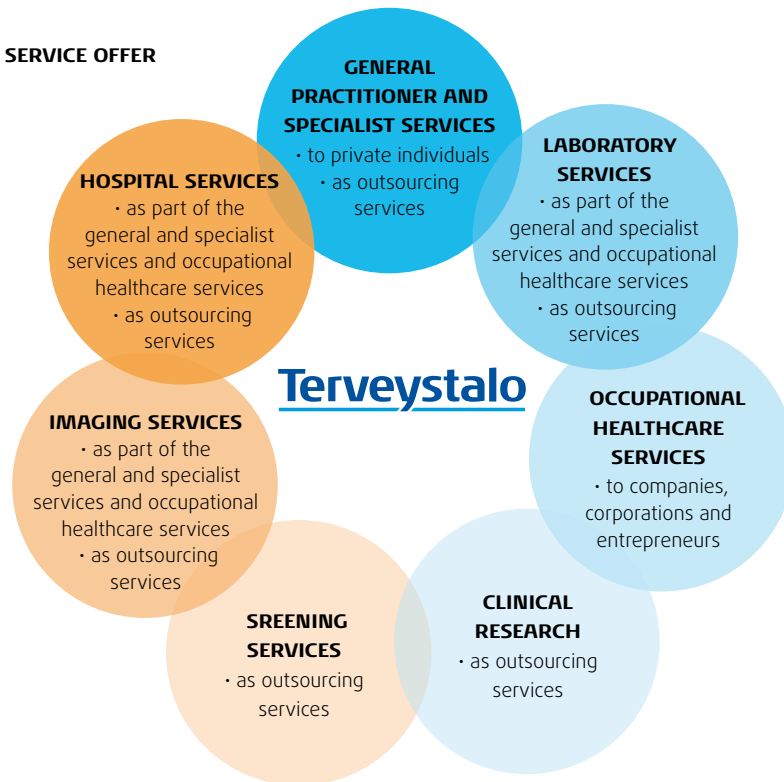 SERVICE OFFER
GENERAL
PRACTITIONER AND
SPECIALIST SERVICES
• to private individuals
• as outsourcing
services
LABORATORY
SERVICES
• as part of the
general and specialist
services and occupational
healthcare services
• as outsourcing
services
OCCUPATIONAL
HEALTHCARE
SERVICES
• to companies,
corporations and
entrepreneurs
CLINICAL
RESEARCH
• as outsourcing
services
SREENING
SERVICES
• as outsourcing
services
IMAGING SERVICES
• as part of the
general and specialist
services and occupational
healthcare services
• as outsourcing
services
HOSPITAL SERVICES
• as part of the
general and specialist
services and occupational
healthcare services
• as outsourcing
services
Terveystalo